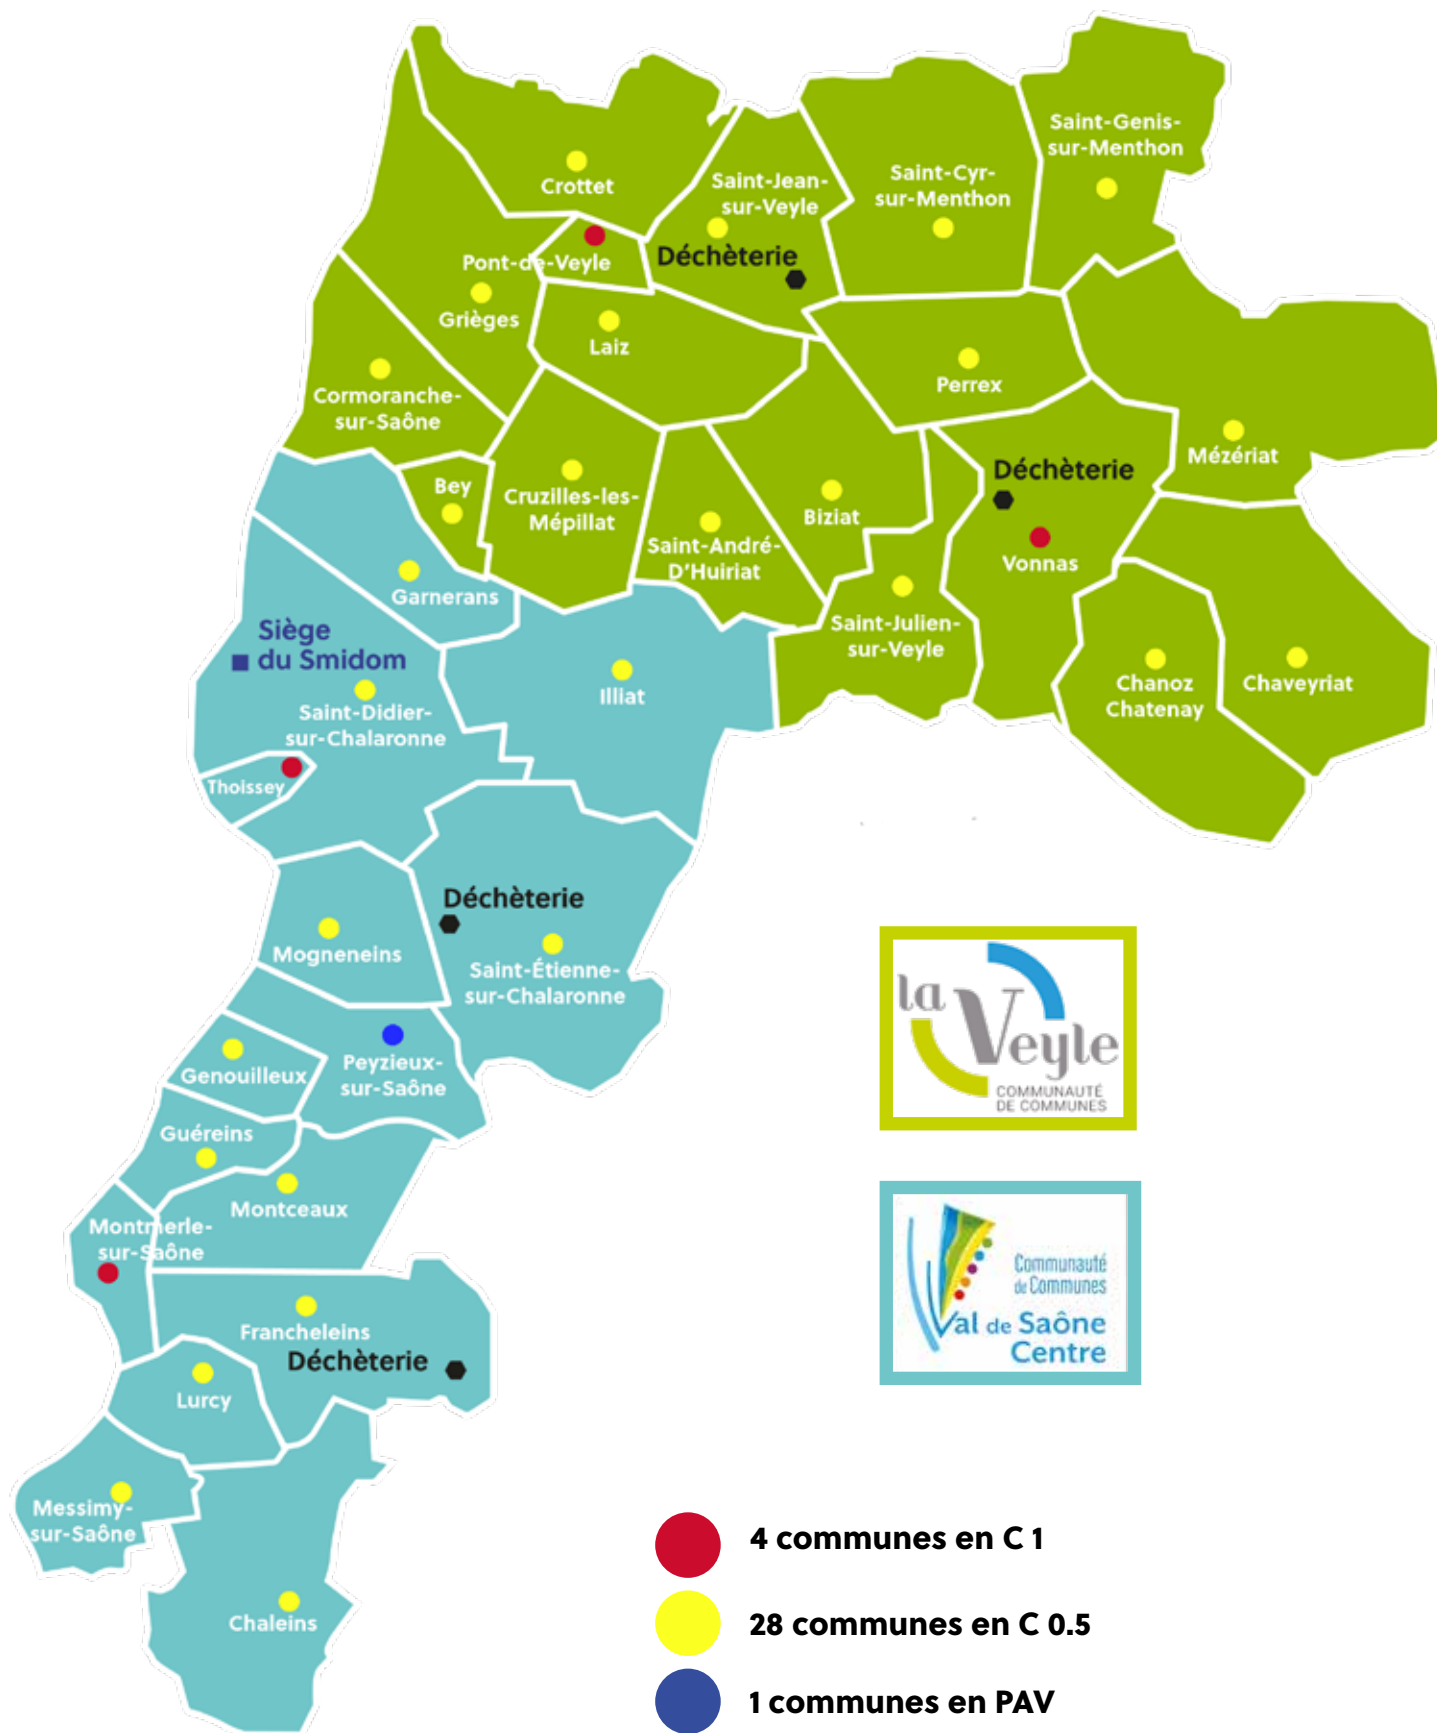 Saint-Genis-
sur-Menthon
Crottet
Saint-Jean-
sur-Veyle
Saint-Cyr-
sur-Menthon
Déchèterie
Pont-de-Veyle
Grièges
Laiz
Perrex
Cormoranche-
sur-Saône
Mézériat
Déchèterie
Bey
Cruzilles-les-
Mépillat
Biziat
Saint-André-
D'Huiriat
Vonnas
Garnerans
Saint-Julien-
sur-Veyle
Siège
du Smidom
Illiat
Chanoz
Chatenay
Chaveyriat
Saint-Didier-
sur-Chalaronne
Thoissey
Déchèterie
Mogneneins
Saint-Étienne-
sur-Chalaronne
la Veyle
COMMUNAUTÉ
DE COMMUNES
Peyzieux-
sur-Saône
Genouilleux
Guéreins
Montceaux
Montmerle-
sur-Saône
Communauté
de Communes
Val de Saône
Centre
Francheleins
Déchèterie
Lurcy
Messimy-
sur-Saône
Chaleins
4 communes en C 1
28 communes en C 0.5
1 communes en PAV